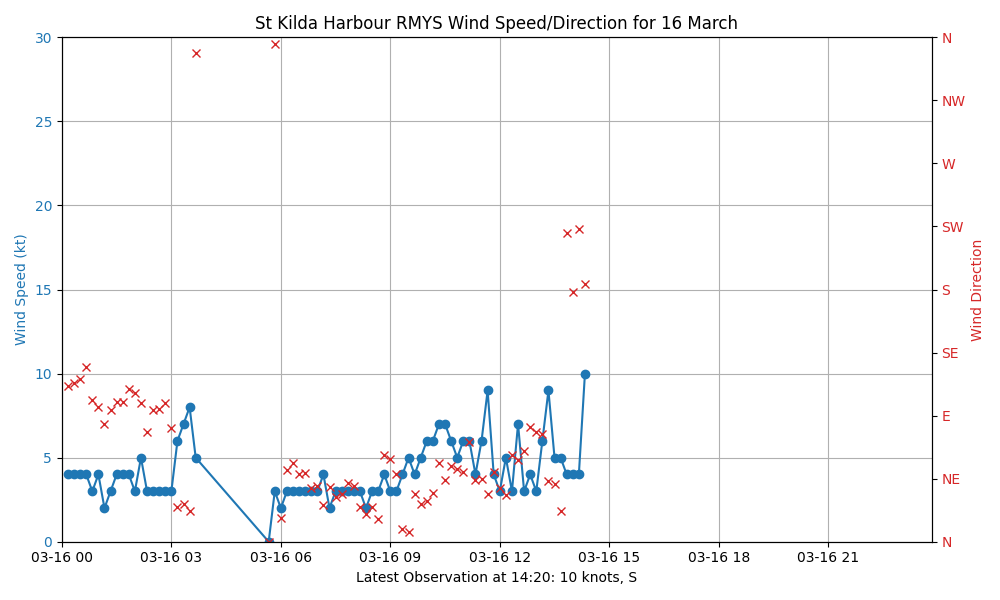 St Kilda Harbour RMYS Wind Speed/Direction for 16 March
30
25
20
15
10
5
0
Wind Speed (kt)
N
NW
W
SW
S
SE
E
NE
N
Wind Direction
03-16 00
03-16 03
03-16 06
03-16 09
03-16 12
03-16 15
03-16 18
03-16 21
Latest Observation at 14:20: 10 knots, S